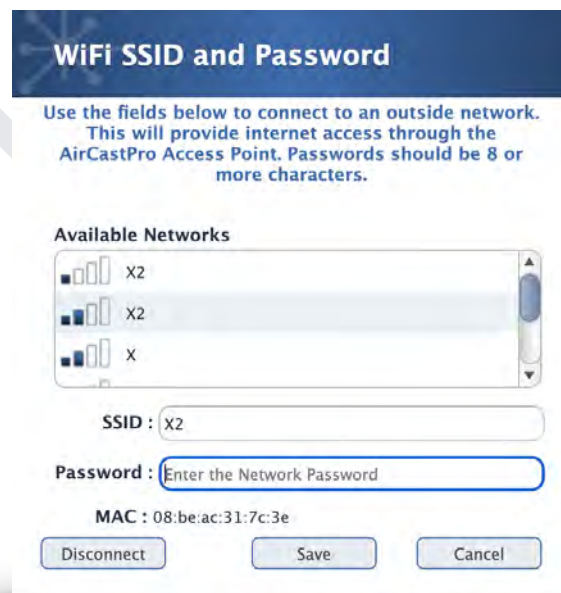 WiFi SSID and Password
Use the fields below to connect to an outside network.
This will provide internet access through the
AirCastPro Access Point. Passwords should be 8 or
more characters.
Available Networks
X2
X2
X
SSID : X2
Password : Enter the Network Password
MAC : 08:be:ac:31:7c:3e
Disconnect Save Cancel